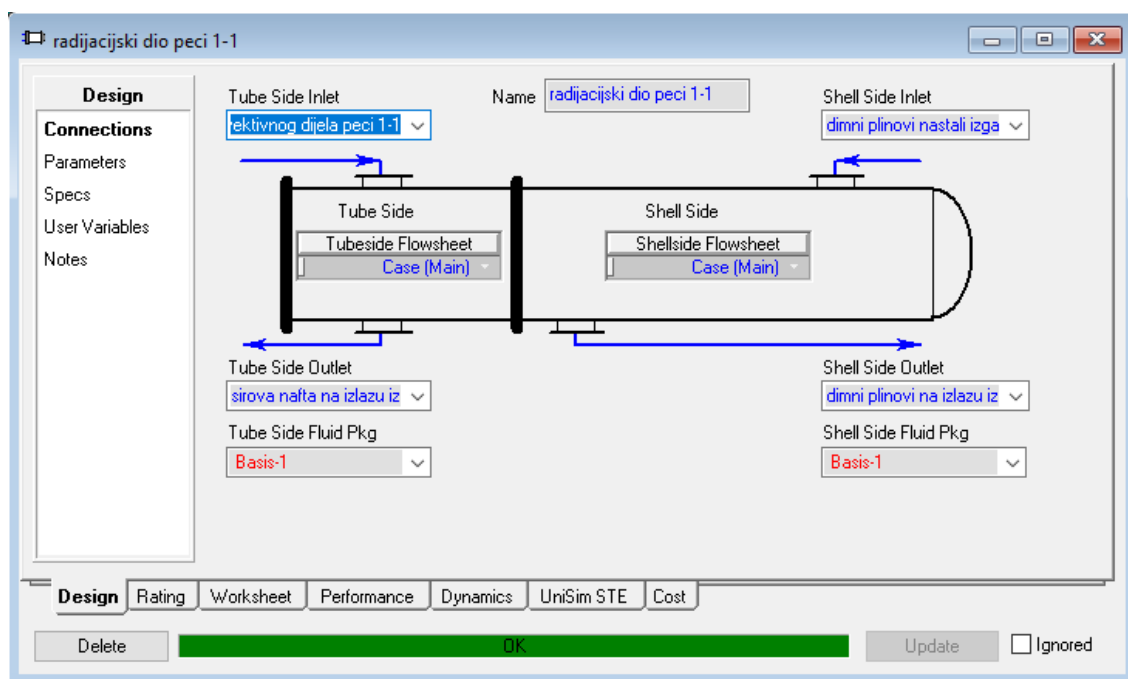 radijacijski dio peci 1-1
Design
Connections
Parameters
Specs
User Variables
Notes
Tube Side Inlet
ektivnog dijela peci 1-1
Name radijacijski dio peci 1-1
Shell Side Inlet
dimni plinovi nastali izga
Tube Side
Tubeside Flowsheet
Case (Main)
Shell Side
Shellside Flowsheet
Case (Main)
Tube Side Outlet
sirova nafta na izlazu iz
Shell Side Outlet
dimni plinovi na izlazu iz
Tube Side Fluid Pkg
Basis-1
Shell Side Fluid Pkg
Basis-1
Design Rating Worksheet Performance Dynamics UniSim STE Cost
Delete OK Update Ignored